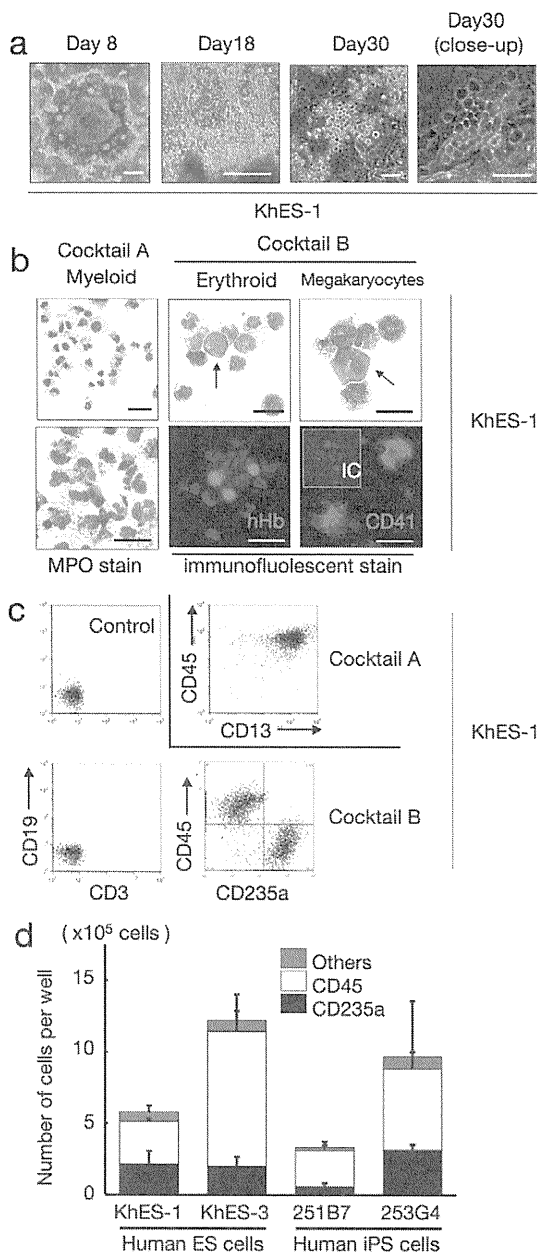 a
Day 8
Day18
Day30
Day30
(close-up)
KhES-1
b
Cocktail A
Myeloid
Cocktail B
Erythroid
Megakaryocytes
hHb
IC
CD41
KhES-1
MPO stain
immunofluolescent stain
c
Control
CD45
CD13
Cocktail A
CD19
CD3
CD45
CD235a
Cocktail B
KhES-1
d
(x10⁵ cells)
Number of cells per well
15
10
5
0
Others
CD45
CD235a
KhES-1
KhES-3
251B7
253G4
Human ES cells
Human iPS cells